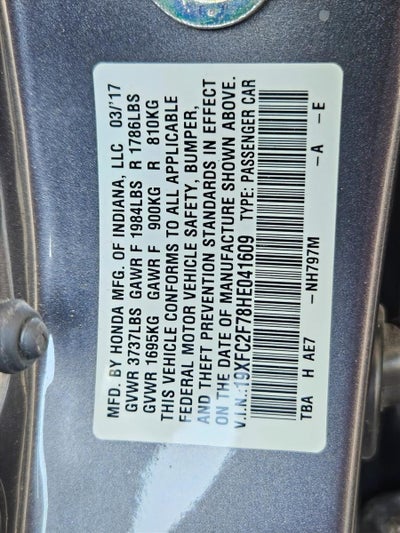 MFD. BY HONDA MFG. OF INDIANA, LLC 03/'17
GVWR 3737LBS GAWR F 1984LBS R 1786LBS
GVWR 1695KG GAWR F 900KG R 810KG
THIS VEHICLE CONFORMS TO ALL APPLICABLE
FEDERAL MOTOR VEHICLE SAFETY, BUMPER,
AND THEFT PREVENTION STANDARDS IN EFFECT
ON THE DATE OF MANUFACTURE SHOWN ABOVE.
V.I.N.:19XFC2F78HE041609 TYPE: PASSENGER CAR
TBA H AE7 -NH797M -A -E